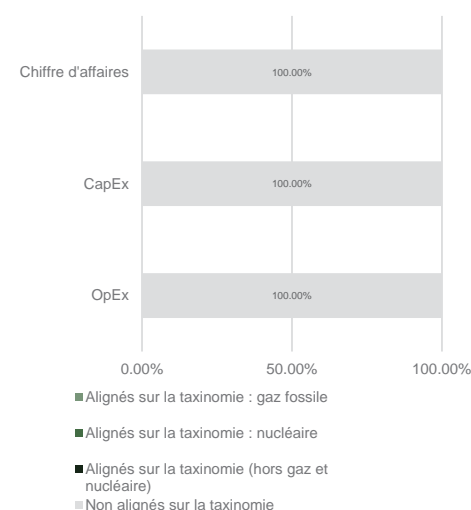 Chiffre d'affaires
100.00%
CapEx
100.00%
OpEx
100.00%
0.00% 50.00% 100.00%
Alignés sur la taxinomie : gaz fossile
Alignés sur la taxinomie : nucléaire
Alignés sur la taxinomie (hors gaz et
nucléaire)
Non alignés sur la taxinomie